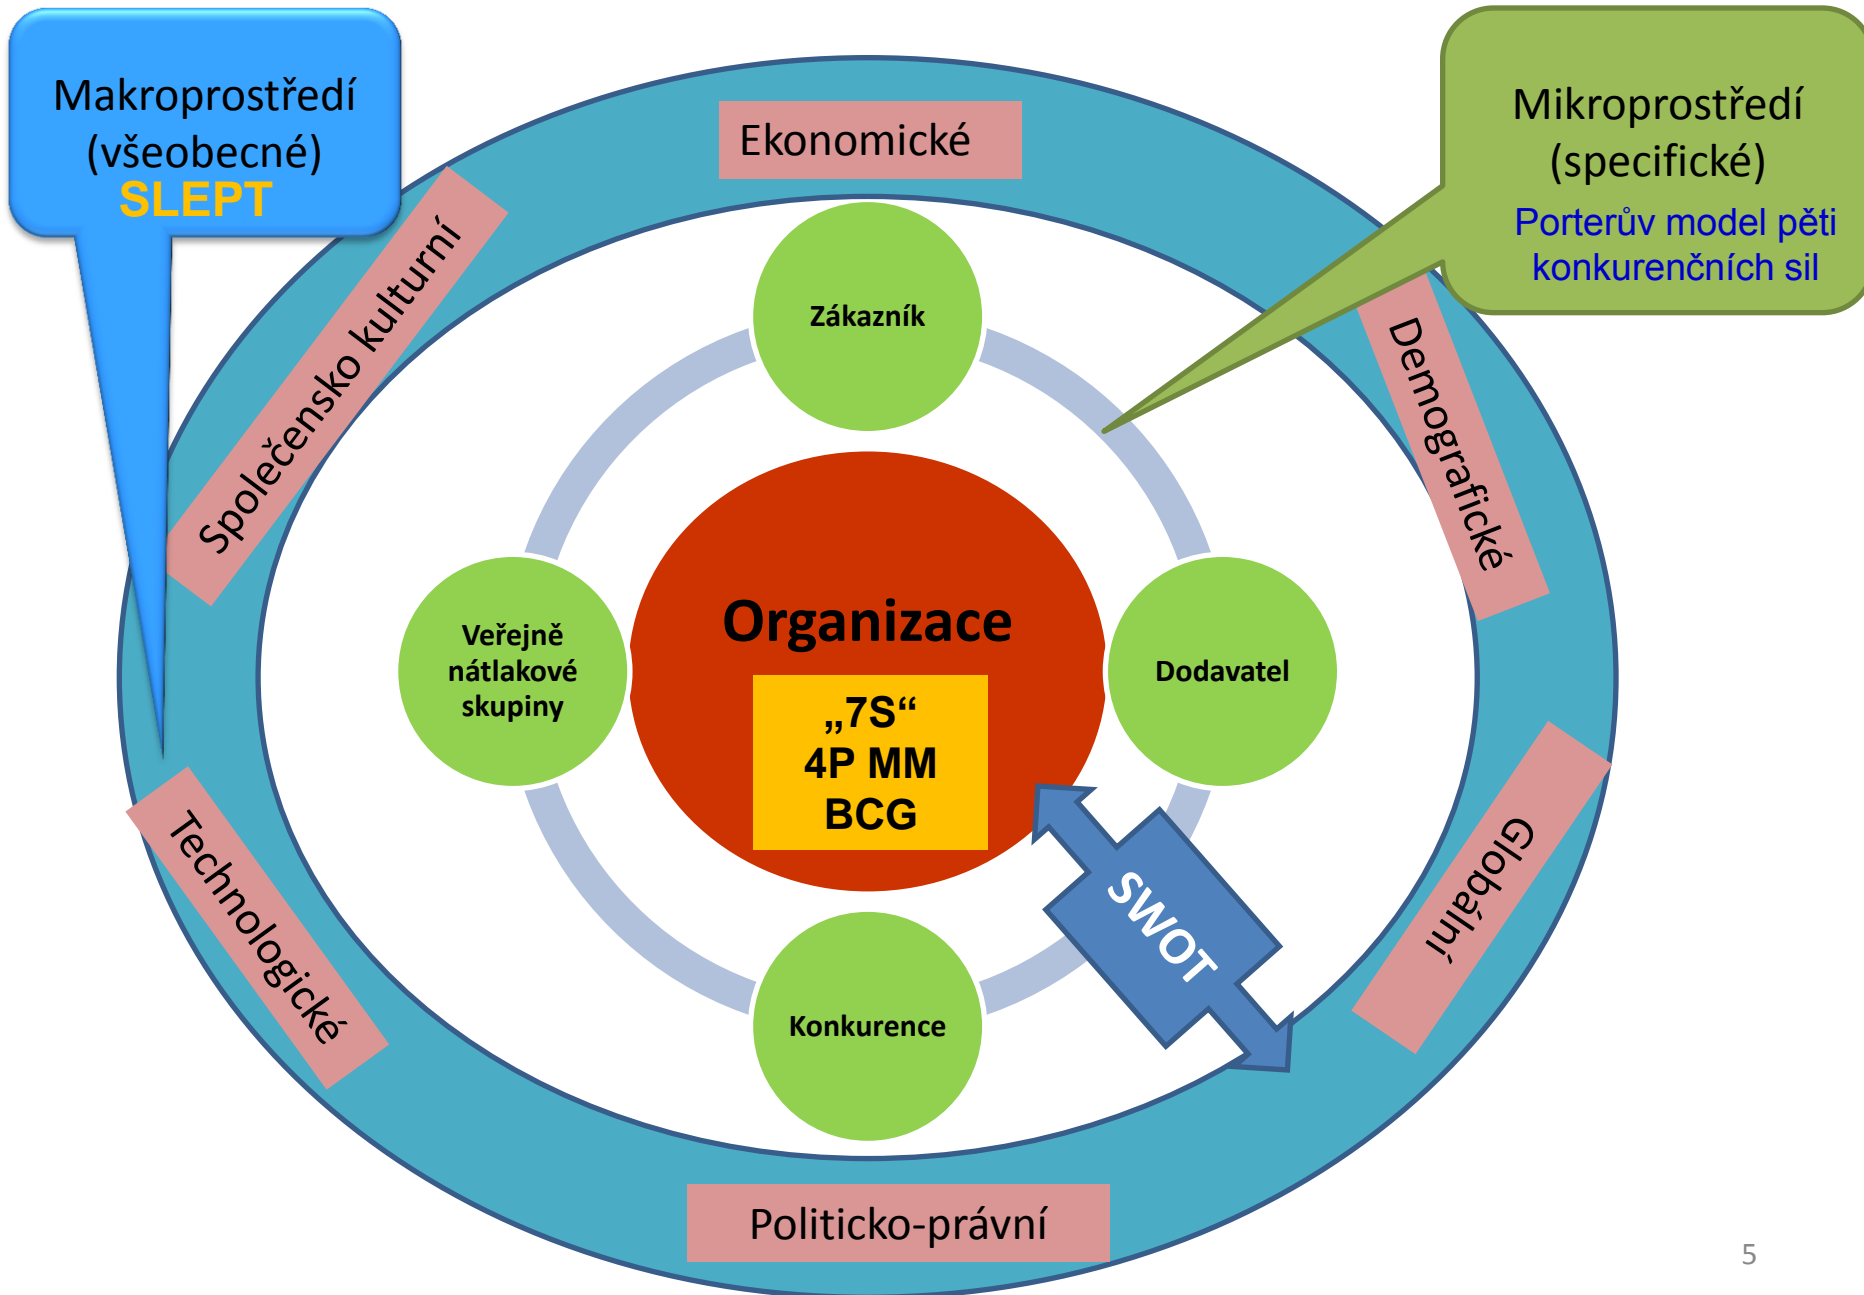 Makroprostředí
(všeobecné)
SLEPT
Ekonomické
Mikroprostředí
(specifické)
Porterův model pěti
konkurenčních sil
Společensko kulturní
Demografické
Zákazník
Organizace
Veřejně
nátlakové
skupiny
Dodavatel
„7S“
4P MM
BCG
SWOT
Technologické
Globální
Konkurence
Politicko-právní
5